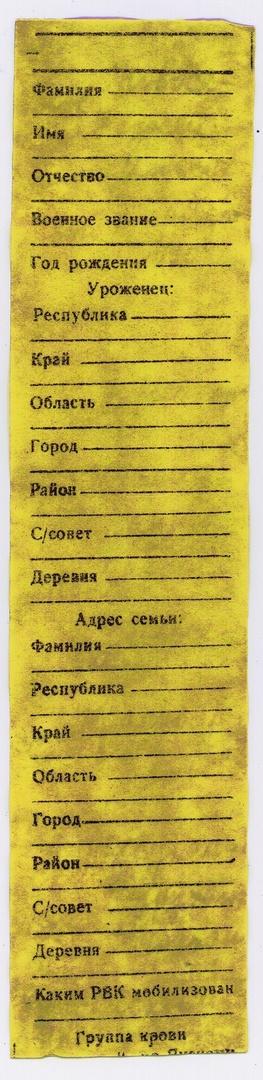 Фамилия
Имя
Отчество
Военное звание
Год рождения
Уроженец:
Республика
Край
Область
Город
Район
С/совет
Деревня
Адрес семьи:
Фамилия
Республика
Край
Область
Город
Район
С/совет
Деревня
Каким РВК мобилизован
Группа крови